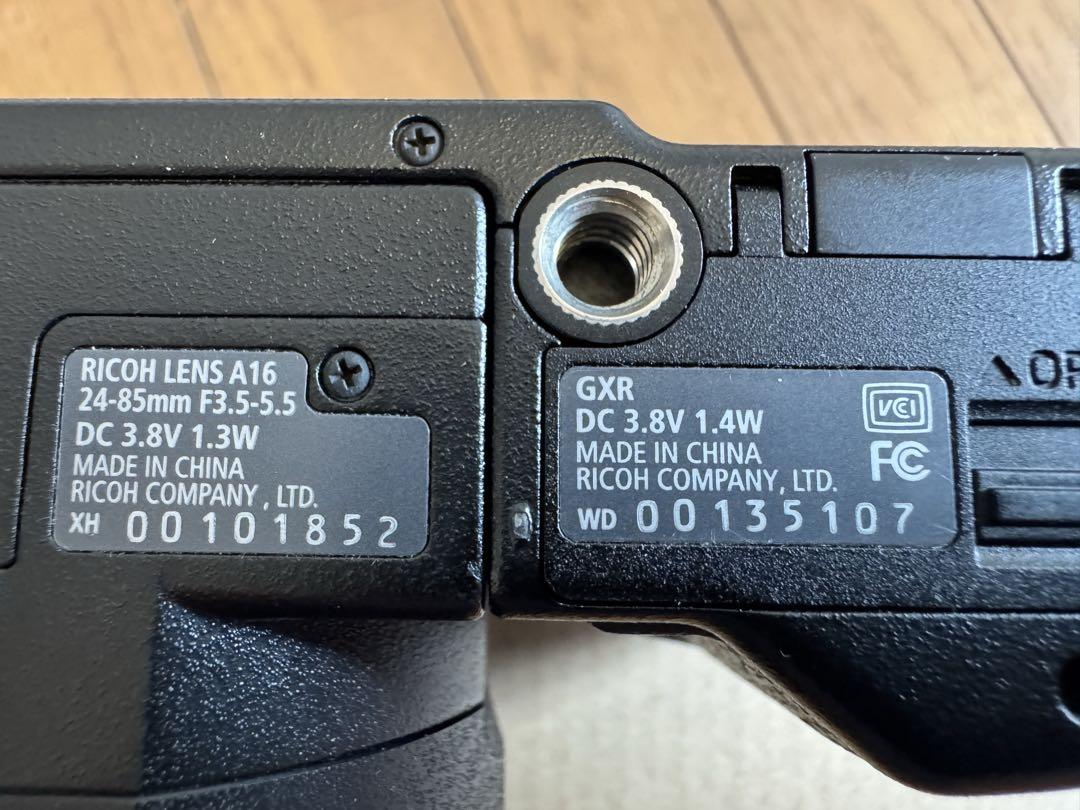 RICOH LENS A16
24-85mm F3.5-5.5
DC 3.8V 1.3W
MADE IN CHINA
RICOH COMPANY, LTD.
XH 00101852
GXR
DC 3.8V 1.4W
MADE IN CHINA
RICOH COMPANY, LTD.
WD 00135107
VCI
FC